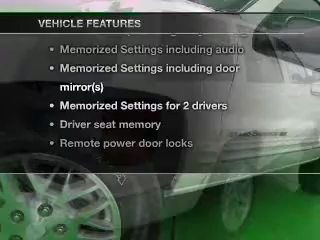 VEHICLE FEATURES
• Memorized Settings including audio
• Memorized Settings including door
mirror(s)
• Memorized Settings for 2 drivers
• Driver seat memory
• Remote power door locks